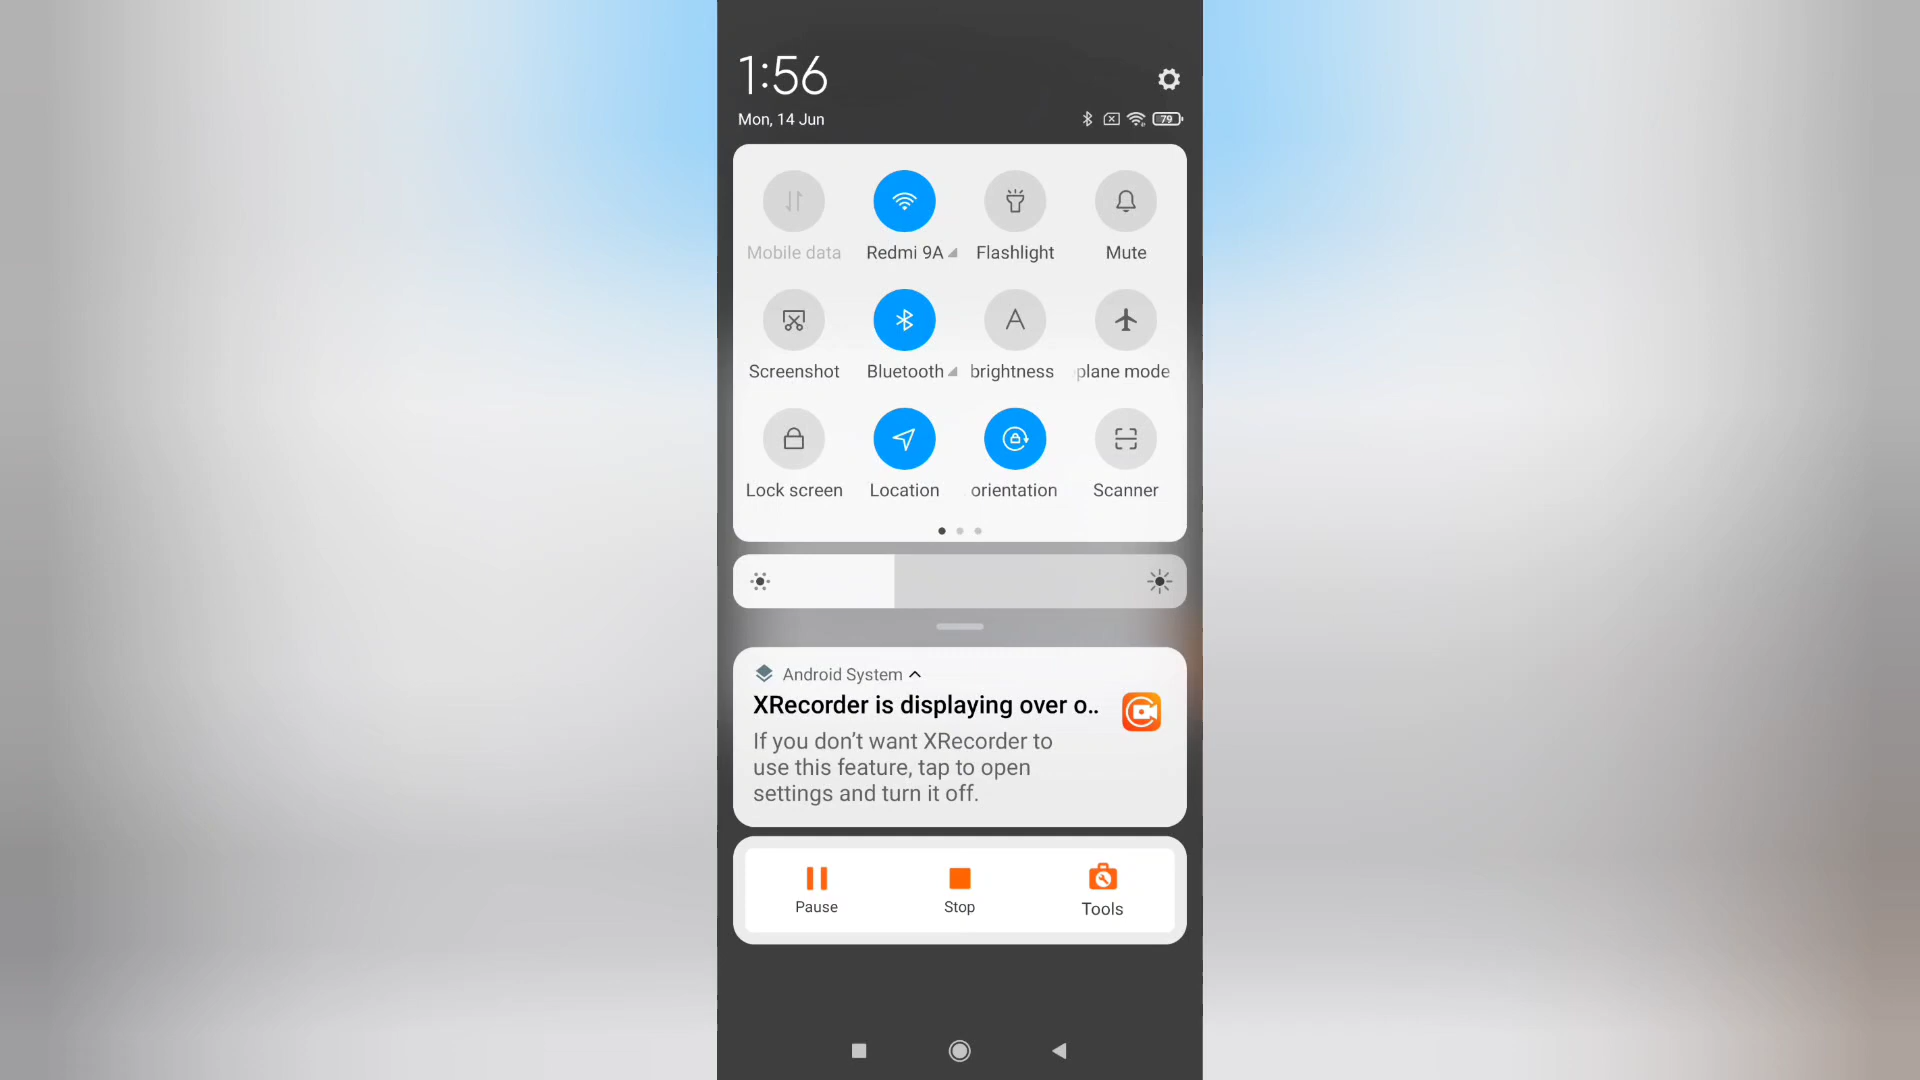 1:56
Mon, 14 Jun
79
Mobile data
Redmi 9A
Flashlight
Mute
Screenshot
Bluetooth
brightness
plane mode
Lock screen
Location
orientation
Scanner
Android System
XRecorder is displaying over o..
If you don't want XRecorder to
use this feature, tap to open
settings and turn it off.
Pause
Stop
Tools